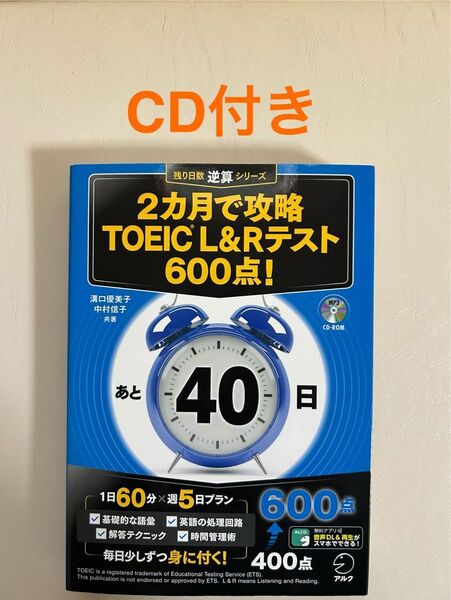 CD付き
残り日数 逆算 シリーズ
2カ月で攻略
TOEIC® L&Rテスト
600点!
溝口優美子
中村信子
共著
MP3
CD-ROM
あと 40 日
1日60分×週5日プラン
基礎的な語彙 英語の処理回路
解答テクニック 時間管理術
毎日少しずつ身に付く!
600点
400点
ALCO
無料アプリで
音声DL&再生が
スマホでできる!
TOEIC is a registered trademark of Educational Testing Service (ETS).
This publication is not endorsed or approved by ETS. L&R means Listening and Reading.
アルク